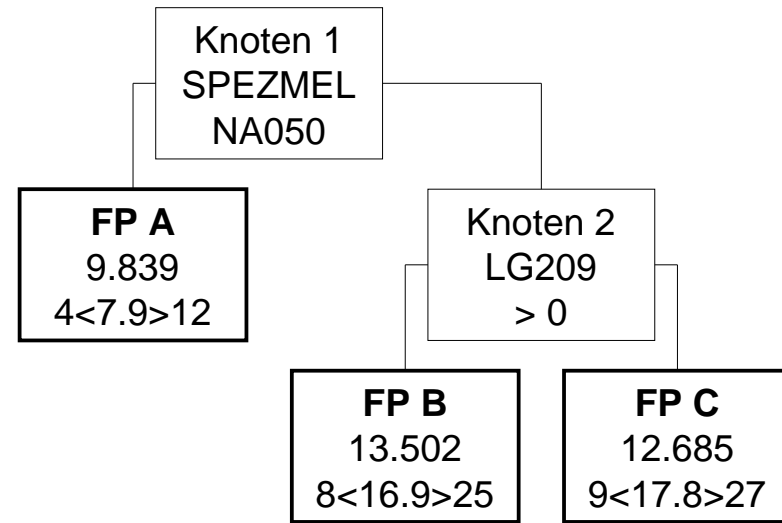 Knoten 1
SPEZMEL
NA050
FP A
9.839
4<7.9>12
Knoten 2
LG209
> 0
FP B
13.502
8<16.9>25
FP C
12.685
9<17.8>27